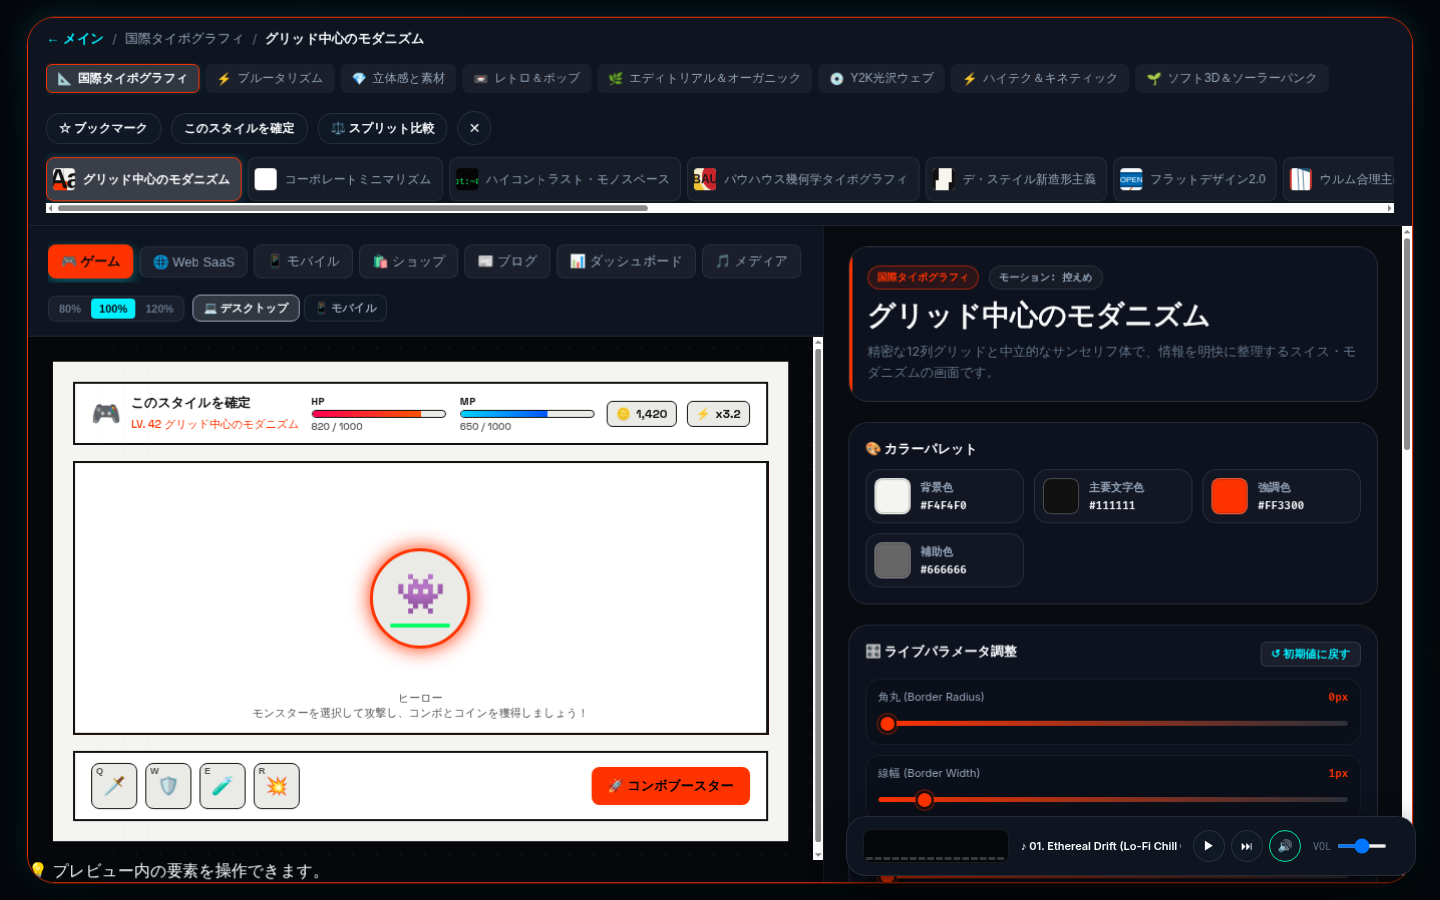 ← メイン / 国際タイポグラフィ / グリッド中心のモダニズム
国際タイポグラフィ ブルータリズム 立体感と素材 レトロ＆ポップ エディトリアル＆オーガニック Y2K光沢ウェブ ハイテク＆キネティック ソフト3D＆ソーラーパンク
☆ ブックマーク このスタイルを確定 スプリット比較 ✕
グリッド中心のモダニズム コーポレートミニマリズム ハイコントラスト・モノスペース バウハウス幾何学タイポグラフィ デ・ステイル新造形主義 OPEN フラットデザイン2.0 ウルム合理主
ゲーム Web SaaS モバイル ショップ ブログ ダッシュボード メディア
80% 100% 120% デスクトップ モバイル
このスタイルを確定
LV. 42 グリッド中心のモダニズム
HP
820 / 1000
MP
650 / 1000
1,420
x3.2
ヒーロー
モンスターを選択して攻撃し、コンボとコインを獲得しましょう！
Q W E R
コンボブースター
プレビュー内の要素を操作できます。
国際タイポグラフィ モーション: 控えめ
グリッド中心のモダニズム
精密な12列グリッドと中立的なサンセリフ体で、情報を明快に整理するスイス・モ
ダニズムの画面です。
カラーパレット
背景色
#F4F4F0
主要文字色
#111111
強調色
#FF3300
補助色
#666666
ライブパラメータ調整 ↺ 初期値に戻す
角丸 (Border Radius) 0px
線幅 (Border Width) 1px
♪ 01. Ethereal Drift (Lo-Fi Chill
VOL